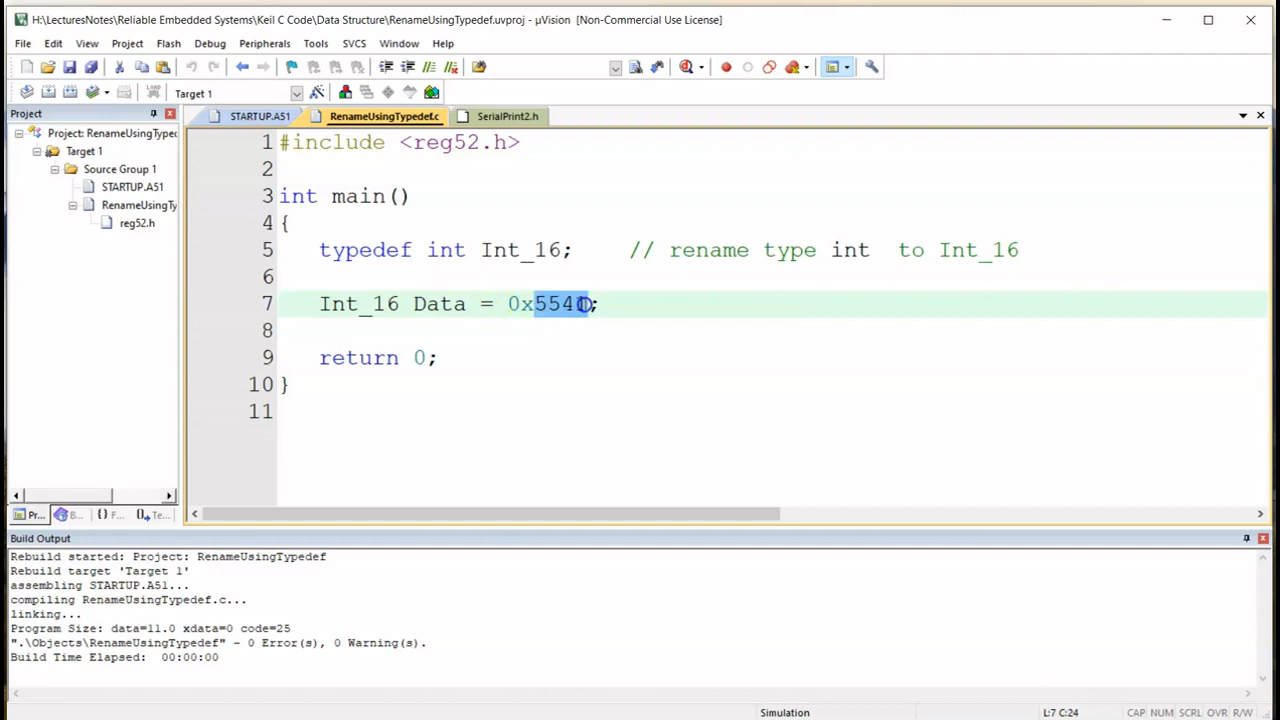 H:\LecturesNotes\Reliable Embedded Systems\Keil C Code\Data Structure\RenameUsingTypedef.uvproj - µVision [Non-Commercial Use License]
File Edit View Project Flash Debug Peripherals Tools SVCS Window Help
LOAD Target 1
Project
STARTUP.A51 RenameUsingTypedef.c SerialPrint2.h
Project: RenameUsingTyped
Target 1
Source Group 1
STARTUP.A51
RenameUsingTy
reg52.h
1 #include <reg52.h>
2
3 int main()
4 {
5 typedef int Int_16; // rename type int to Int_16
6
7 Int_16 Data = 0x5541;
8
9 return 0;
10 }
11
Pr... B... {} F... Te...
Build Output
Rebuild started: Project: RenameUsingTypedef
Rebuild target 'Target 1'
assembling STARTUP.A51...
compiling RenameUsingTypedef.c...
linking...
Program Size: data=11.0 xdata=0 code=25
".\Objects\RenameUsingTypedef" - 0 Error(s), 0 Warning(s).
Build Time Elapsed: 00:00:00
Simulation L:7 C:24 CAP NUM SCRL OVR R/W